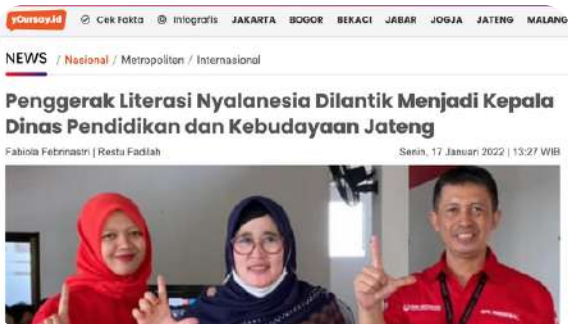 yoursay.id Cek Fakta Infografis JAKARTA BOGOR BEKACI JABAR JOGJA JATENG MALANG
NEWS / Nasional / Metropolitan / Internasional
Penggerak Literasi Nyalanesia Dilantik Menjadi Kepala
Dinas Pendidikan dan Kebudayaan Jateng
Fabiola Febrinastri | Restu Fadilah Senin, 17 Januari 2022 | 13:27 WIB